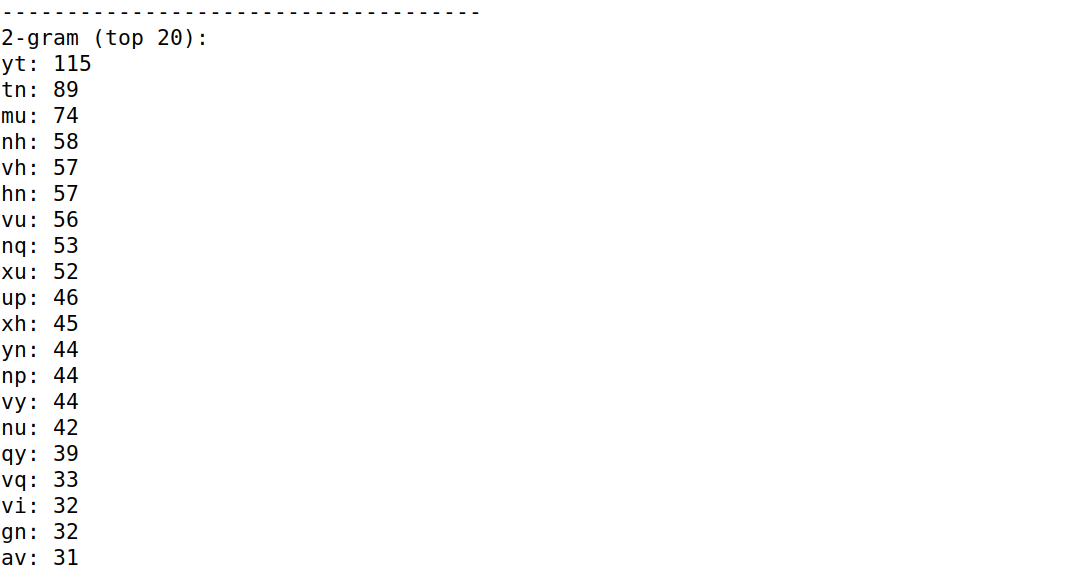 -------------------------------------
2-gram (top 20):
yt: 115
tn: 89
mu: 74
nh: 58
vh: 57
hn: 57
vu: 56
nq: 53
xu: 52
up: 46
xh: 45
yn: 44
np: 44
vy: 44
nu: 42
qy: 39
vq: 33
vi: 32
gn: 32
av: 31